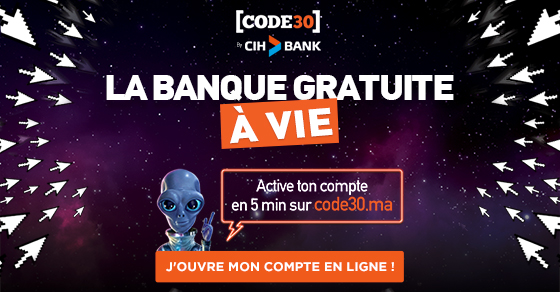 [CODE30]
By CIH BANK
LA BANQUE GRATUITE
À VIE
Active ton compte
en 5 min sur code30.ma
J'OUVRE MON COMPTE EN LIGNE !